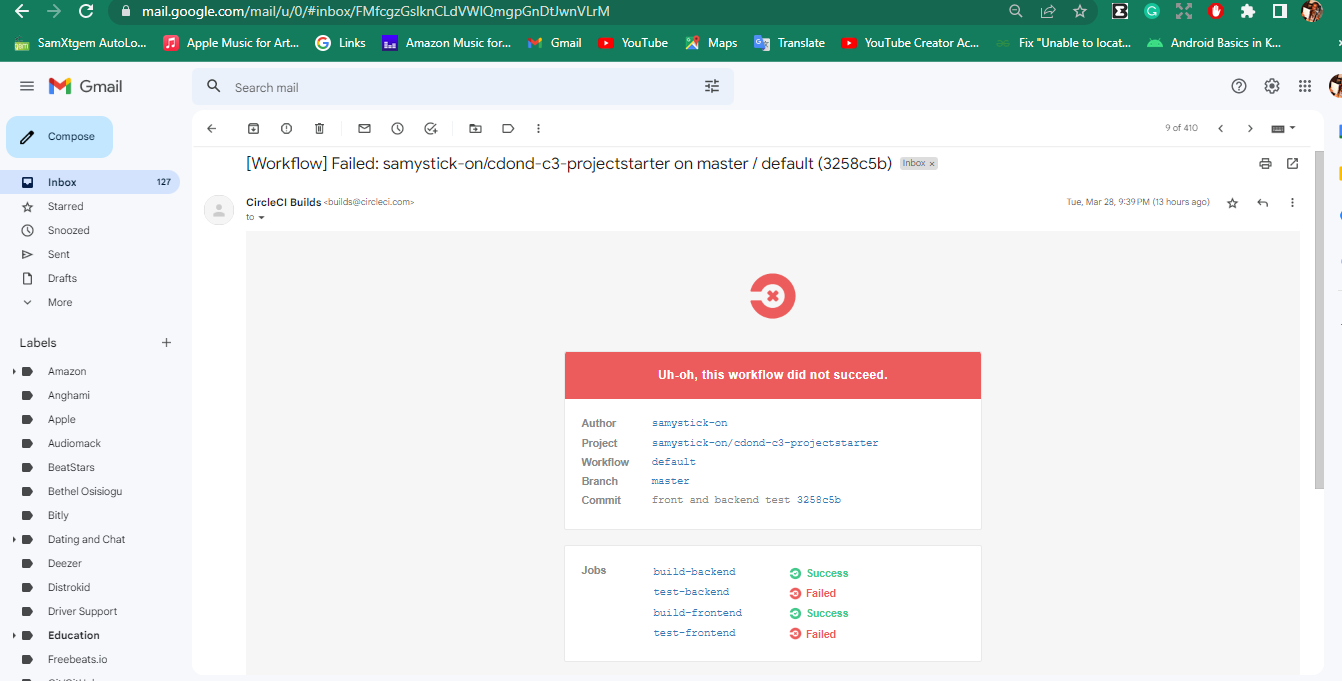 mail.google.com/mail/u/0/#inbox/FMfcgzGslknCLdVWlQmgpGnDtJwnVLrM
SamXtgem AutoLo... Apple Music for Art... Links Amazon Music for... Gmail YouTube Maps Translate YouTube Creator Ac... Fix "Unable to locat... Android Basics in K...
Gmail
Search mail
Compose
9 of 410
[Workflow] Failed: samystick-on/cdond-c3-projectstarter on master / default (3258c5b) Inbox ×
Inbox 127
Starred
Snoozed
Sent
Drafts
More
Labels
Amazon
Anghami
Apple
Audiomack
BeatStars
Bethel Osisiogu
Bitly
Dating and Chat
Deezer
Distrokid
Driver Support
Education
Freebeats.io
CircleCI Builds <builds@circleci.com>
Tue, Mar 28, 9:39 PM (13 hours ago)
to
Uh-oh, this workflow did not succeed.
Author samystick-on
Project samystick-on/cdond-c3-projectstarter
Workflow default
Branch master
Commit front and backend test 3258c5b
Jobs build-backend Success
test-backend Failed
build-frontend Success
test-frontend Failed